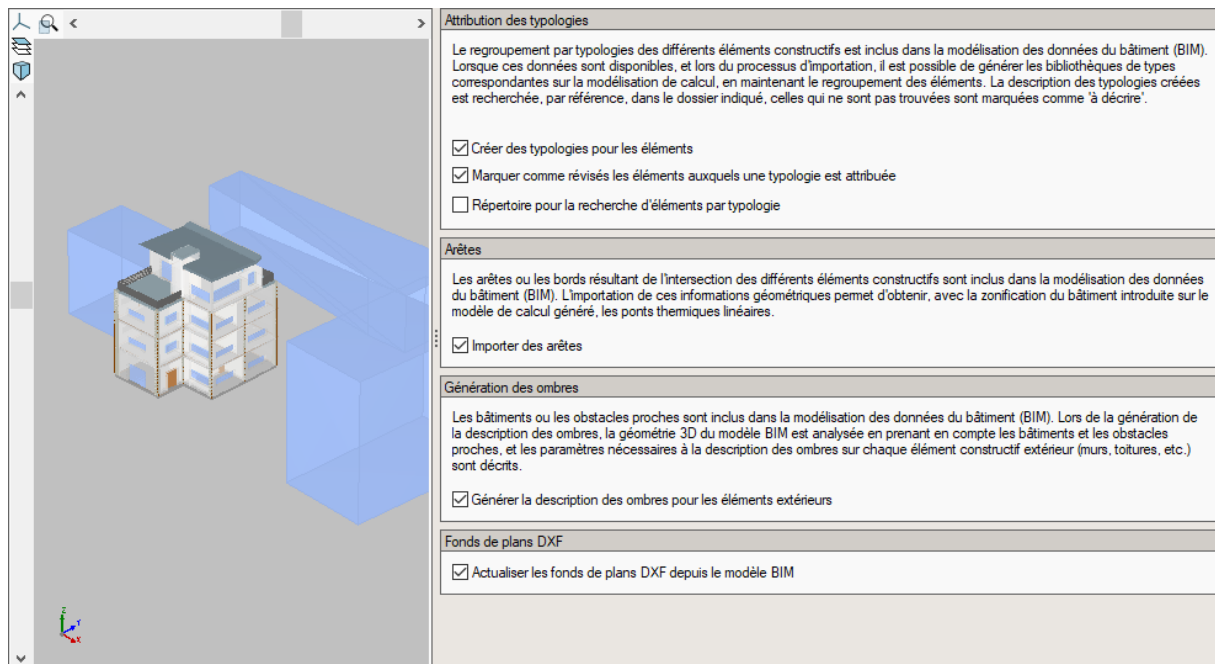 Attribution des typologies
Le regroupement par typologies des différents éléments constructifs est inclus dans la modélisation des données du bâtiment (BIM).
Lorsque ces données sont disponibles, et lors du processus d'importation, il est possible de générer les bibliothèques de types
correspondantes sur la modélisation de calcul, en maintenant le regroupement des éléments. La description des typologies créées
est recherchée, par référence, dans le dossier indiqué, celles qui ne sont pas trouvées sont marquées comme 'à décrire'.
Créer des typologies pour les éléments
Marquer comme révisés les éléments auxquels une typologie est attribuée
Répertoire pour la recherche d'éléments par typologie
Arêtes
Les arêtes ou les bords résultant de l'intersection des différents éléments constructifs sont inclus dans la modélisation des données
du bâtiment (BIM). L'importation de ces informations géométriques permet d'obtenir, avec la zonification du bâtiment introduite sur le
modèle de calcul généré, les ponts thermiques linéaires.
Importer des arêtes
Génération des ombres
Les bâtiments ou les obstacles proches sont inclus dans la modélisation des données du bâtiment (BIM). Lors de la génération de
la description des ombres, la géométrie 3D du modèle BIM est analysée en prenant en compte les bâtiments et les obstacles
proches, et les paramètres nécessaires à la description des ombres sur chaque élément constructif extérieur (murs, toitures, etc.)
sont décrits.
Générer la description des ombres pour les éléments extérieurs
Fonds de plans DXF
Actualiser les fonds de plans DXF depuis le modèle BIM
Z
Y
X